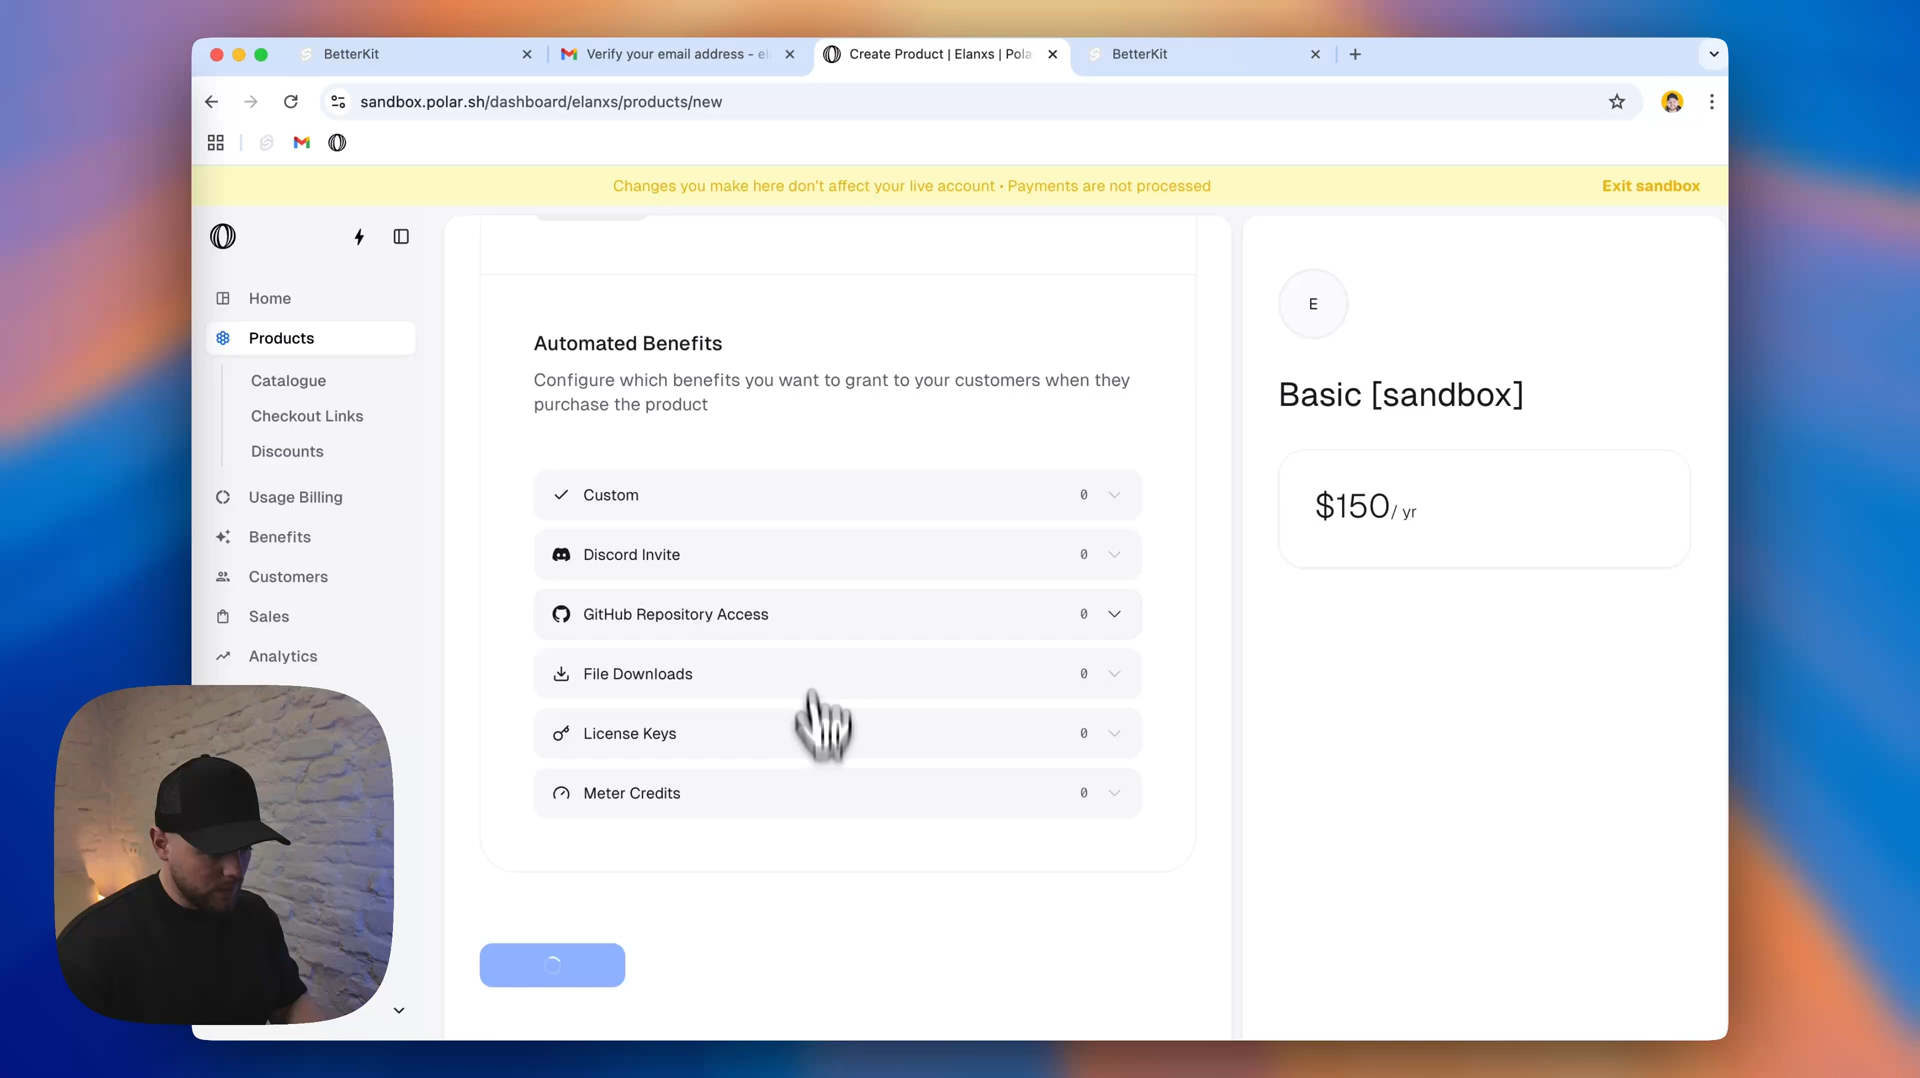 BetterKit
Verify your email address - el
Create Product | Elanxs | Pola
BetterKit
sandbox.polar.sh/dashboard/elanxs/products/new
Changes you make here don't affect your live account • Payments are not processed
Exit sandbox
Home
Products
Catalogue
Checkout Links
Discounts
Usage Billing
Benefits
Customers
Sales
Analytics
Automated Benefits
Configure which benefits you want to grant to your customers when they
purchase the product
Custom 0
Discord Invite 0
GitHub Repository Access 0
File Downloads 0
License Keys 0
Meter Credits 0
E
Basic [sandbox]
$150/ yr